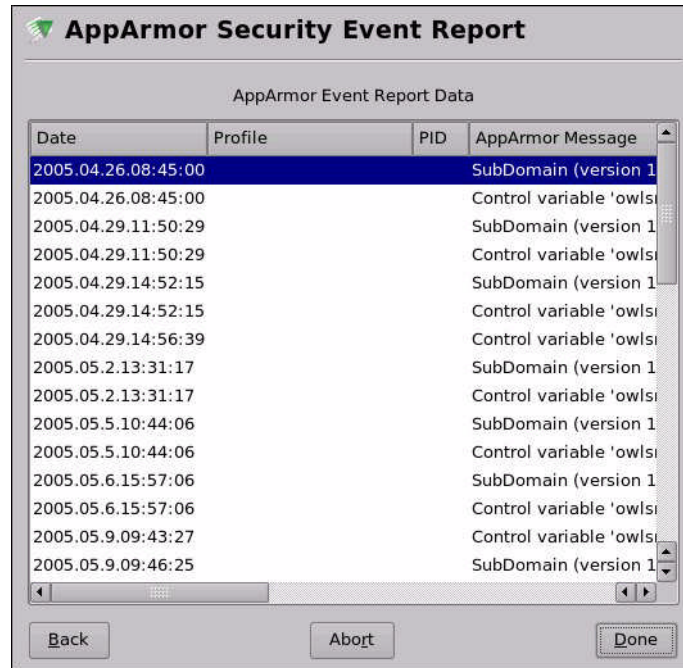 AppArmor Security Event Report
AppArmor Event Report Data
Date Profile PID AppArmor Message
2005.04.26.08:45:00 SubDomain (version 1
2005.04.26.08:45:00 Control variable 'owls
2005.04.29.11:50:29 SubDomain (version 1
2005.04.29.11:50:29 Control variable 'owls
2005.04.29.14:52:15 SubDomain (version 1
2005.04.29.14:52:15 Control variable 'owls
2005.04.29.14:56:39 Control variable 'owls
2005.05.2.13:31:17 SubDomain (version 1
2005.05.2.13:31:17 Control variable 'owls
2005.05.5.10:44:06 SubDomain (version 1
2005.05.5.10:44:06 Control variable 'owls
2005.05.6.15:57:06 SubDomain (version 1
2005.05.6.15:57:06 Control variable 'owls
2005.05.9.09:43:27 Control variable 'owls
2005.05.9.09:46:25 SubDomain (version 1
Back Abort Done